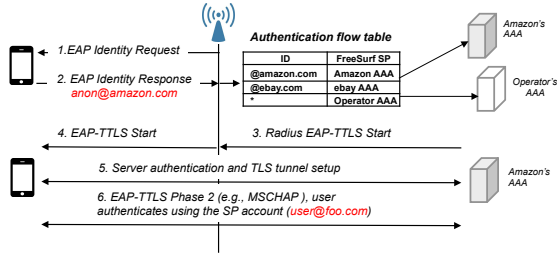 Amazon's
AAA
Authentication flow table
1.EAP Identity Request
ID FreeSurf SP
@amazon.com Amazon AAA
@ebay.com ebay AAA
* Operator AAA
2. EAP Identity Response
anon@amazon.com
Operator's
AAA
4. EAP-TTLS Start
3. Radius EAP-TTLS Start
5. Server authentication and TLS tunnel setup
Amazon's
AAA
6. EAP-TTLS Phase 2 (e.g., MSCHAP ), user
authenticates using the SP account (user@foo.com)